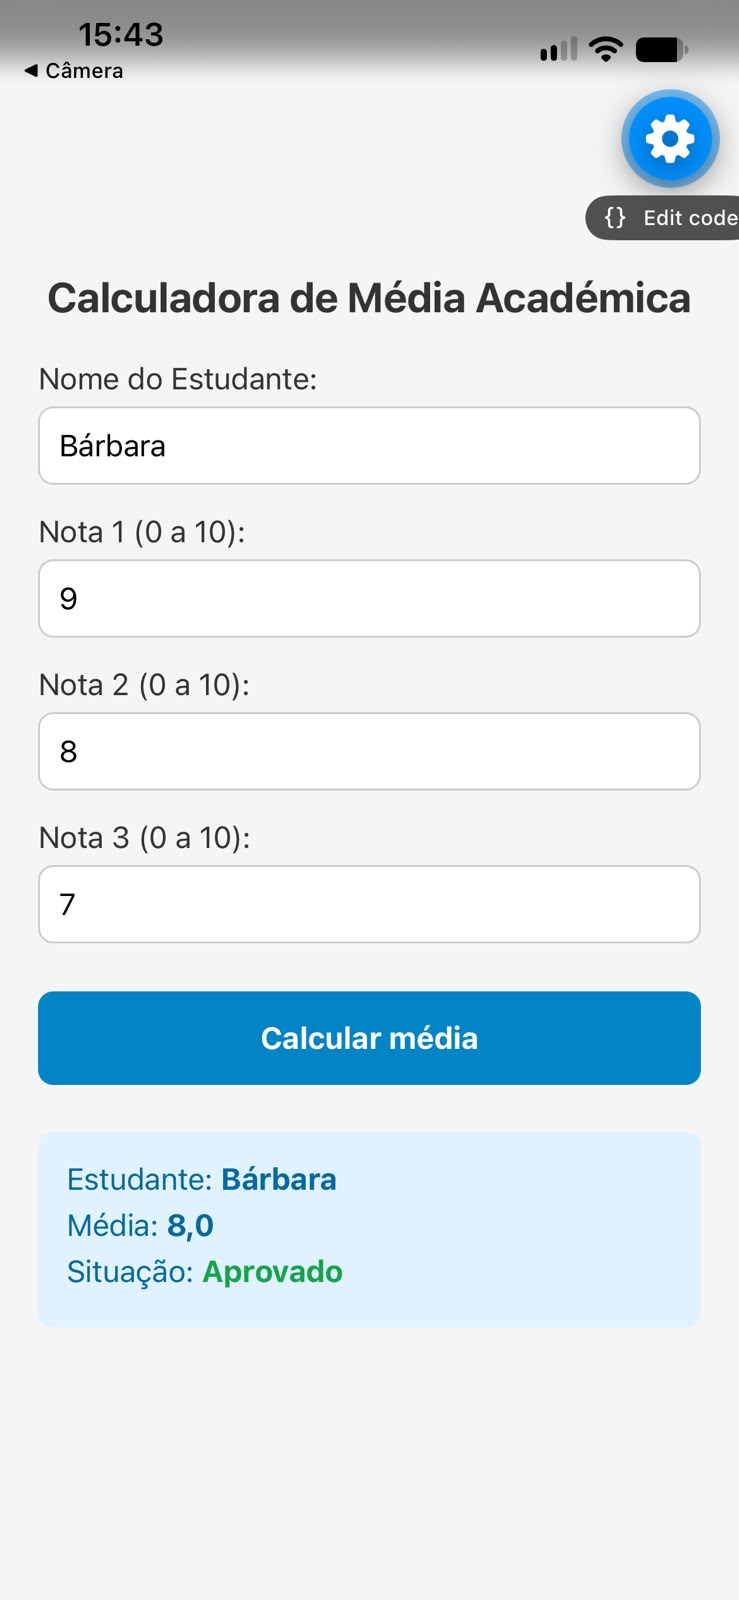 15:43
◀ Câmera
{} Edit code
Calculadora de Média Académica
Nome do Estudante:
Bárbara
Nota 1 (0 a 10):
9
Nota 2 (0 a 10):
8
Nota 3 (0 a 10):
7
Calcular média
Estudante: Bárbara
Média: 8,0
Situação: Aprovado